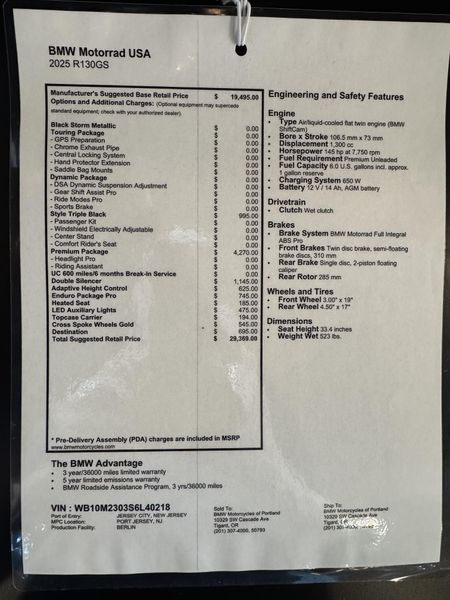 BMW Motorrad USA
2025 R130GS
Manufacturer's Suggested Base Retail Price $ 19,495.00
Options and Additional Charges: (Optional equipment may supercede
standard equipment; check with your authorized dealer).
Black Storm Metallic $ 0.00
Touring Package $ 0.00
- GPS Preparation $ 0.00
- Chrome Exhaust Pipe $ 0.00
- Central Locking System $ 0.00
- Hand Protector Extension $ 0.00
- Saddle Bag Mounts $ 0.00
Dynamic Package $ 0.00
- DSA Dynamic Suspension Adjustment $ 0.00
- Gear Shift Assist Pro $ 0.00
- Ride Modes Pro $ 0.00
- Sports Brake $ 0.00
Style Triple Black $ 995.00
- Passenger Kit $ 0.00
- Windshield Electrically Adjustable $ 0.00
- Center Stand $ 0.00
- Comfort Rider's Seat $ 0.00
Premium Package $ 4,270.00
- Headlight Pro $ 0.00
- Riding Assistant $ 0.00
UC 600 miles/6 months Break-In Service $ 0.00
Double Silencer $ 1,145.00
Adaptive Height Control $ 625.00
Enduro Package Pro $ 745.00
Heated Seat $ 185.00
LED Auxiliary Lights $ 475.00
Topcase Carrier $ 194.00
Cross Spoke Wheels Gold $ 545.00
Destination $ 695.00
Total Suggested Retail Price $ 29,369.00
* Pre-Delivery Assembly (PDA) charges are included in MSRP
www.bmwmotorcycles.com
Engineering and Safety Features
Engine
• Type Air/liquid-cooled flat twin engine (BMW
ShiftCam)
• Bore x Stroke 106.5 mm x 73 mm
• Displacement 1,300 cc
• Horsepower 145 hp at 7,750 rpm
• Fuel Requirement Premium Unleaded
• Fuel Capacity 6.0 U.S. gallons incl. approx.
1 gallon reserve
• Charging System 650 W
• Battery 12 V / 14 Ah, AGM battery
Drivetrain
• Clutch Wet clutch
Brakes
• Brake System BMW Motorrad Full Integral
ABS Pro
• Front Brakes Twin disc brake, semi-floating
brake discs, 310 mm
• Rear Brake Single disc, 2-piston floating
caliper
• Rear Rotor 285 mm
Wheels and Tires
• Front Wheel 3.00" x 19"
• Rear Wheel 4.50" x 17"
Dimensions
• Seat Height 33.4 inches
• Weight Wet 523 lbs.
The BMW Advantage
• 3 year/36000 miles limited warranty
• 5 year limited emissions warranty
• BMW Roadside Assistance Program, 3 yrs/36000 miles
VIN : WB10M2303S6L40218
Port of Entry: JERSEY CITY, NEW JERSEY
MPC Location: PORT JERSEY, NJ
Production Facility: BERLIN
Sold To:
BMW Motorcycles of Portland
10329 SW Cascade Ave
Tigard, OR
(201) 307-4000, 50793
Ship To:
BMW Motorcycles of Portland
10329 SW Cascade Ave
Tigard, OR
(201) 307-4000, 50793